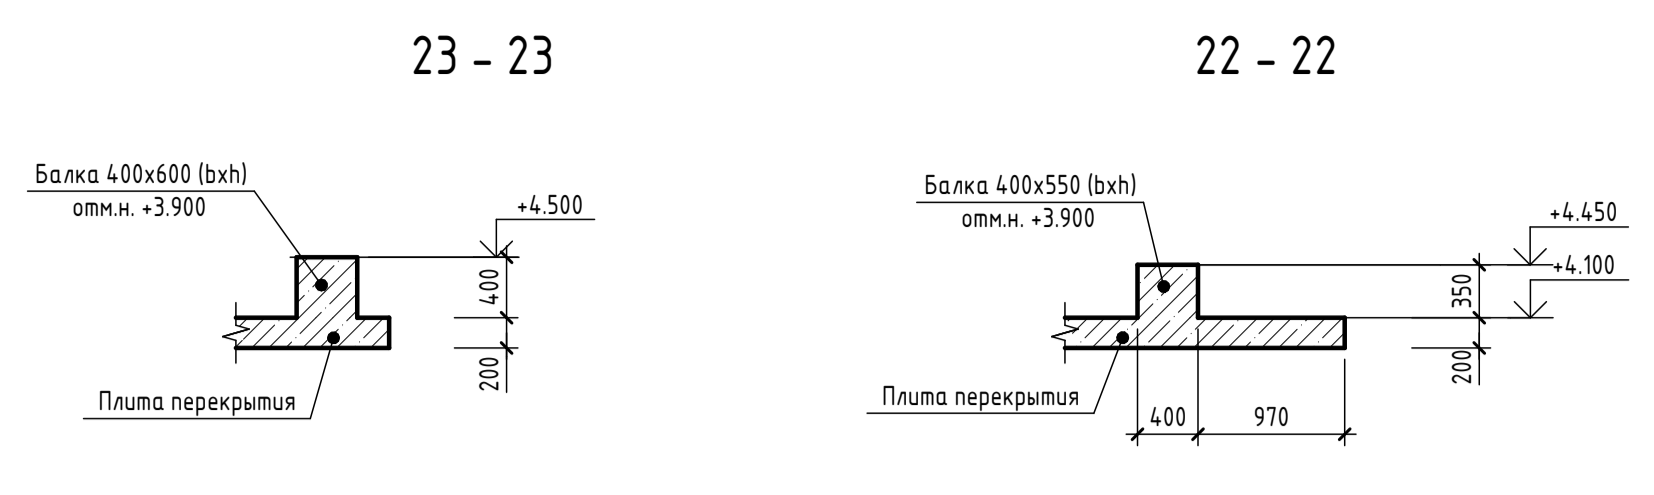 23 - 23
Балка 400х600 (bxh)
отм.н. +3.900
+4.500
400
200
Плита перекрытия
22 - 22
Балка 400х550 (bxh)
отм.н. +3.900
+4.450
+4.100
350
200
Плита перекрытия
400
970